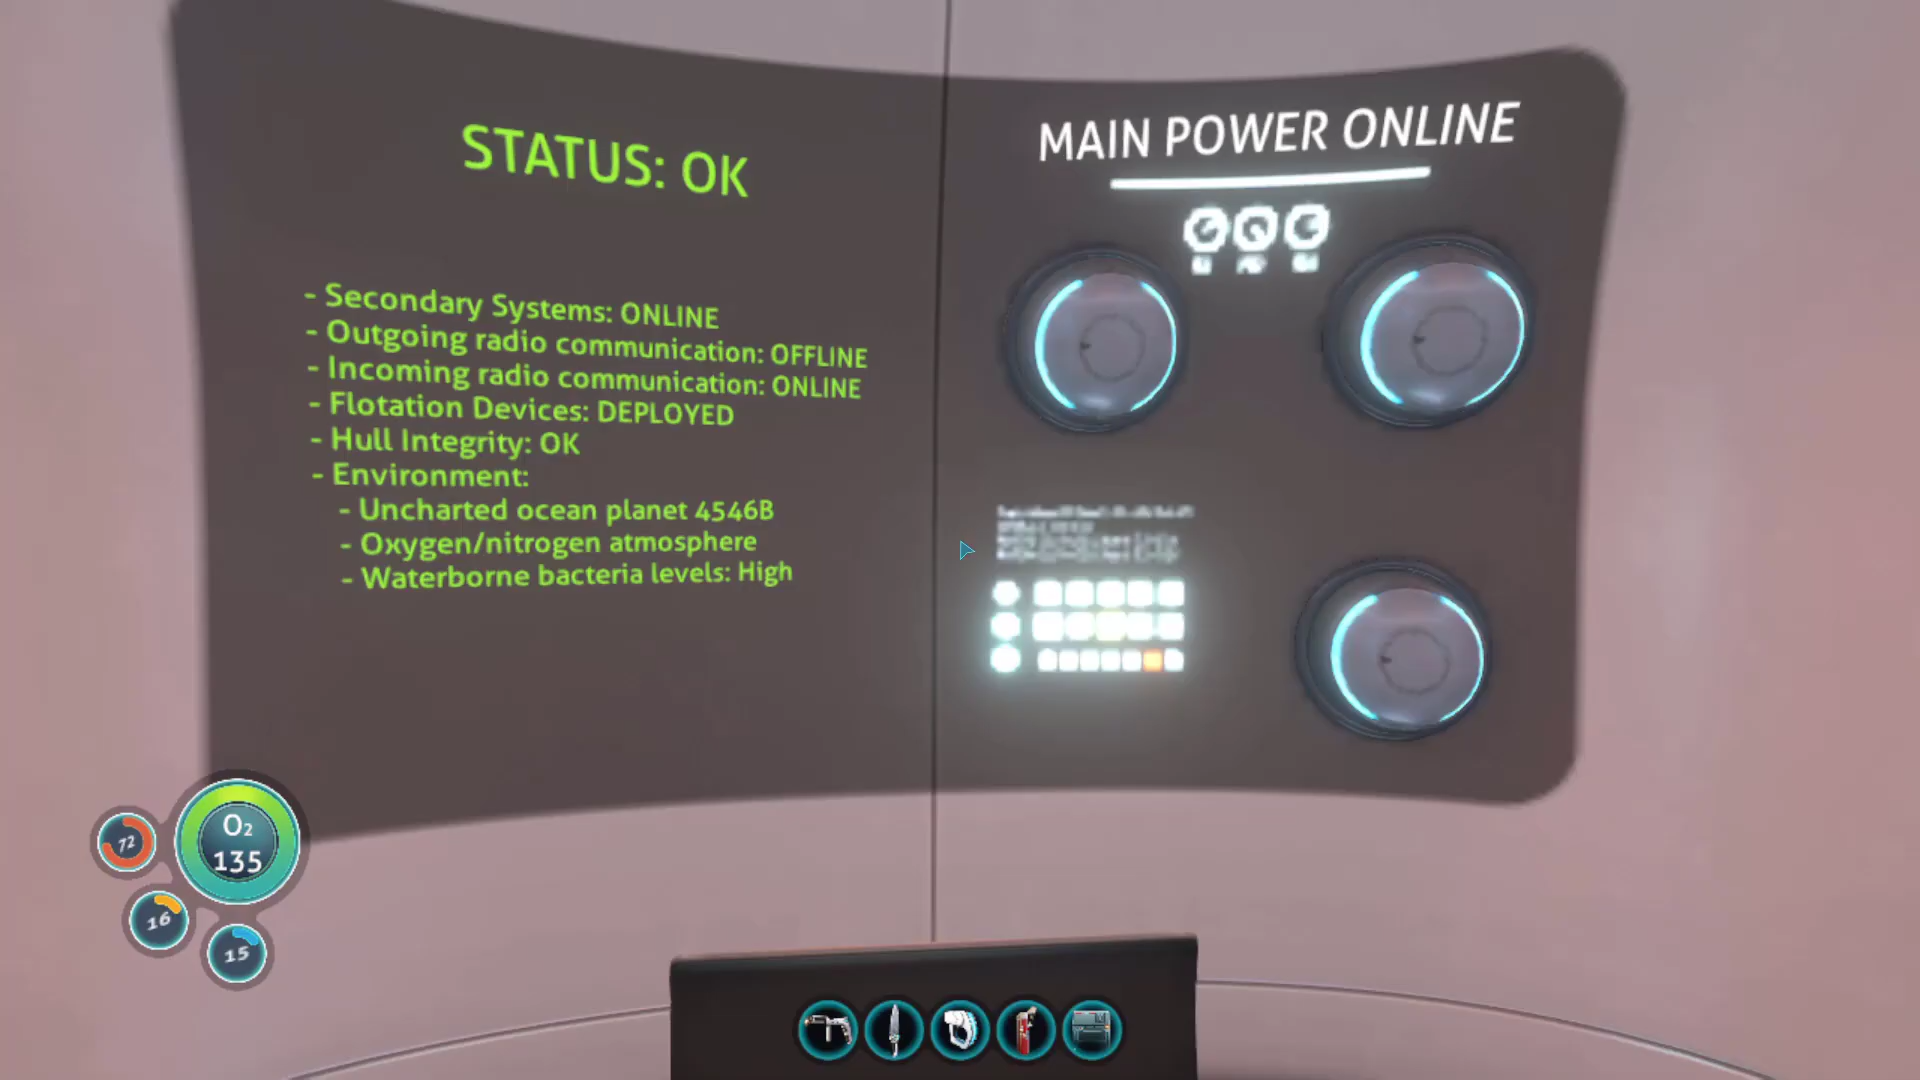 STATUS: OK
- Secondary Systems: ONLINE
- Outgoing radio communication: OFFLINE
- Incoming radio communication: ONLINE
- Flotation Devices: DEPLOYED
- Hull Integrity: OK
- Environment:
- Uncharted ocean planet 4546B
- Oxygen/nitrogen atmosphere
- Waterborne bacteria levels: High
MAIN POWER ONLINE
72
O₂
135
16
15